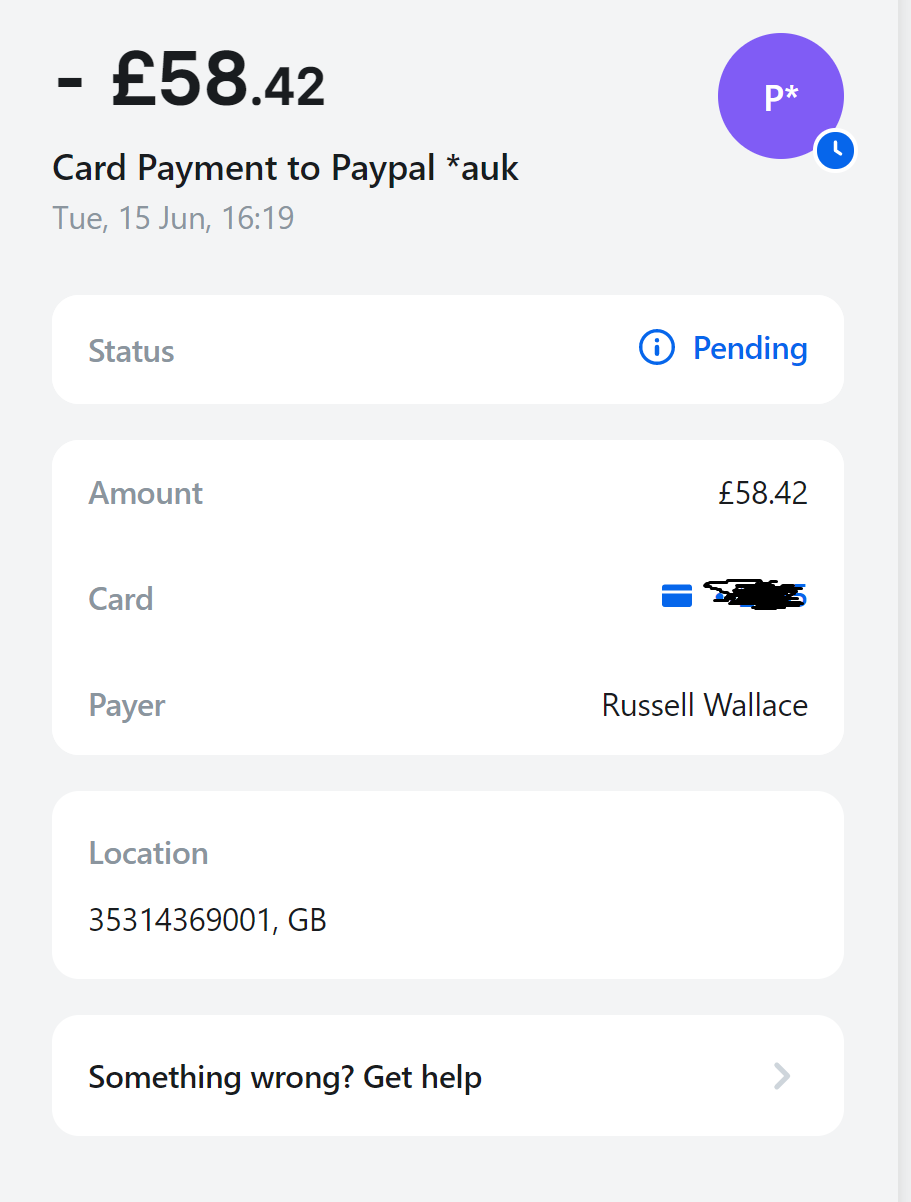 - £58.42
P*
Card Payment to Paypal *auk
Tue, 15 Jun, 16:19
Status Pending
Amount £58.42
Card
Payer Russell Wallace
Location
35314369001, GB
Something wrong? Get help